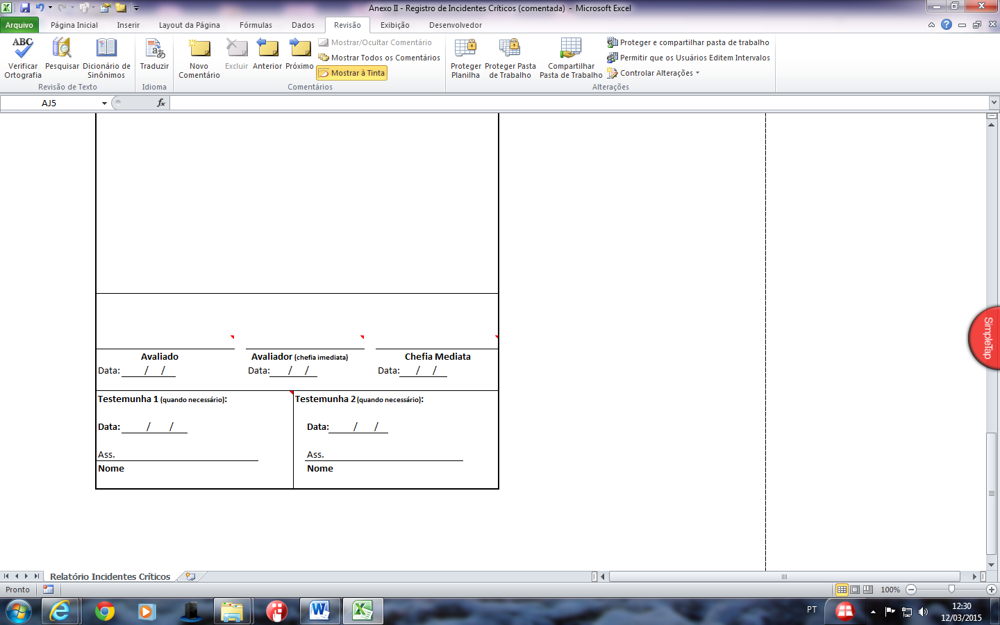 Anexo II - Registro de Incidentes Críticos (comentada) - Microsoft Excel
Arquivo Página Inicial Inserir Layout da Página Fórmulas Dados Revisão Exibição Desenvolvedor
ABC
Verificar Ortografia
Pesquisar
Dicionário de Sinônimos
Traduzir
Novo Comentário
Excluir
Anterior
Próximo
Mostrar/Ocultar Comentário
Mostrar Todos os Comentários
Mostrar à Tinta
Proteger Planilha
Proteger Pasta de Trabalho
Compartilhar Pasta de Trabalho
Proteger e compartilhar pasta de trabalho
Permitir que os Usuários Editem Intervalos
Controlar Alterações
Revisão de Texto Idioma Comentários Alterações
AJ5 fx
Avaliado Avaliador (chefia imediata) Chefia Mediata
Data: / / Data: / / Data: / /
Testemunha 1 (quando necessário): Testemunha 2 (quando necessário):
Data: / / Data: / /
Ass. Ass.
Nome Nome
SimpleTap
Relatório Incidentes Críticos
Pronto 100%
PT 12:30
12/03/2015